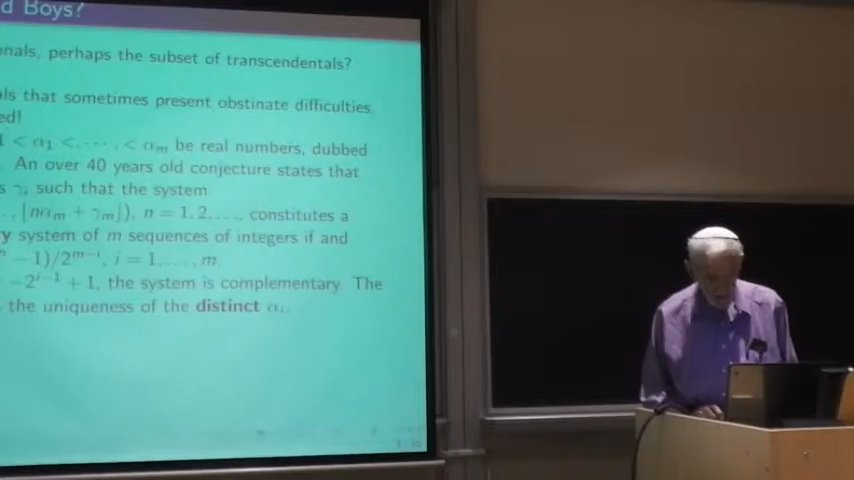 d Boys?
onals, perhaps the subset of transcendentals?
ls that sometimes present obstinate difficulties.
ed!
1 < α₁ <, ⋯ , < αₘ be real numbers, dubbed
An over 40 years old conjecture states that
s γᵢ such that the system
, ⌊nαₘ + γₘ⌋), n = 1, 2, . . . , constitutes a
y system of m sequences of integers if and
− 1)/2ᵐ⁻ⁱ, i = 1, . . . , m.
− 2ⁱ⁻¹ + 1, the system is complementary. The
the uniqueness of the distinct αᵢ.